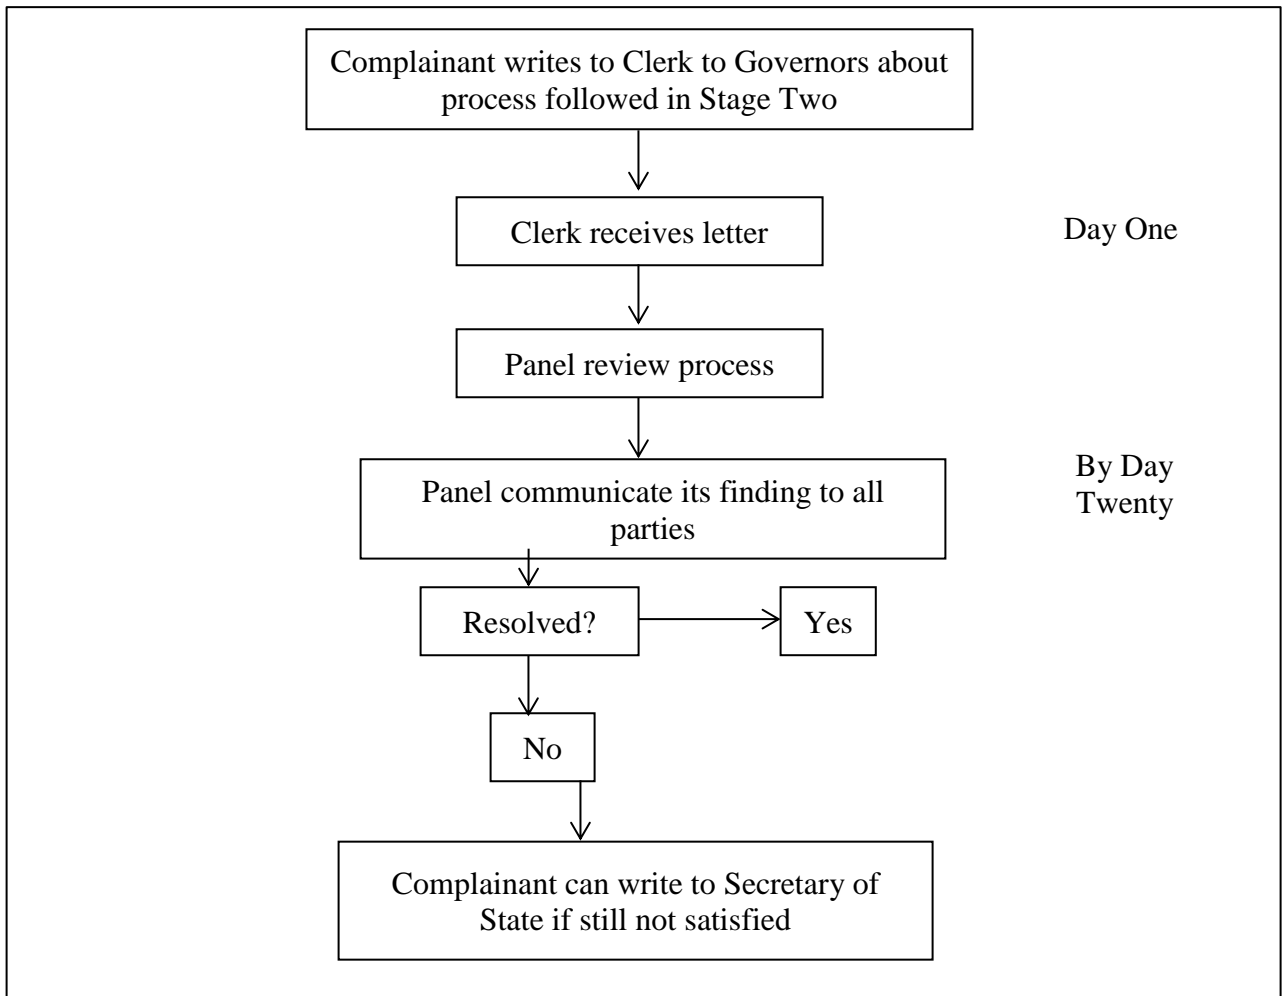 Complainant writes to Clerk to Governors about
process followed in Stage Two
Clerk receives letter
Day One
Panel review process
Panel communicate its finding to all
parties
By Day
Twenty
Resolved?
Yes
No
Complainant can write to Secretary of
State if still not satisfied